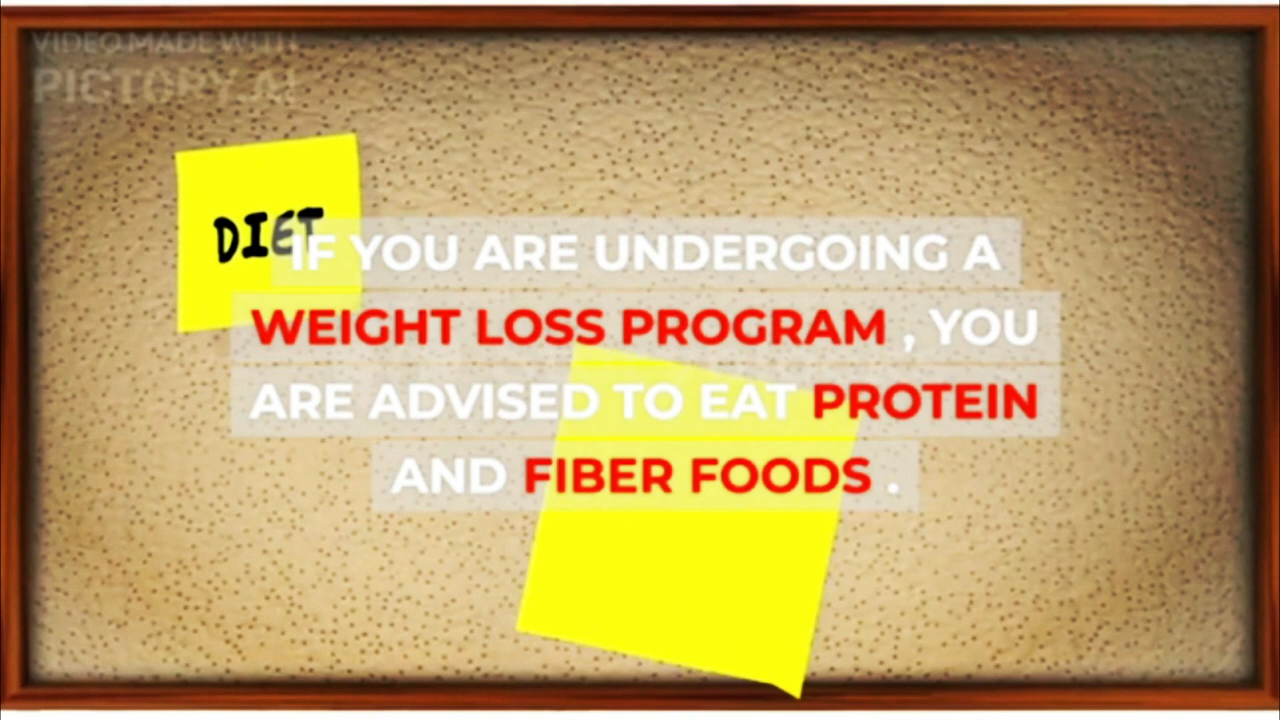 VIDEO MADE WITH
PICTORY.AI
DIET
IF YOU ARE UNDERGOING A
WEIGHT LOSS PROGRAM , YOU
ARE ADVISED TO EAT PROTEIN
AND FIBER FOODS .